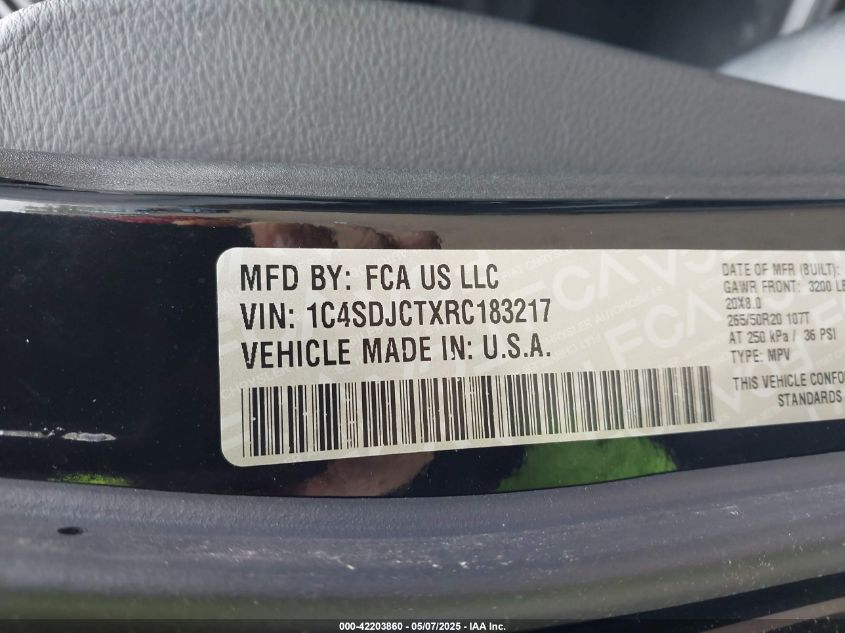 MFD BY: FCA US LLC
VIN: 1C4SDJCTXRC183217
VEHICLE MADE IN: U.S.A.
DATE OF MFR (BUILT):
GAWR FRONT: 3200 LB
20X8.0
265/50R20 107T
AT 250 kPa / 36 PSI
TYPE: MPV
THIS VEHICLE CONFO
STANDARDS
000-42203860 - 05/07/2025 - IAA Inc.